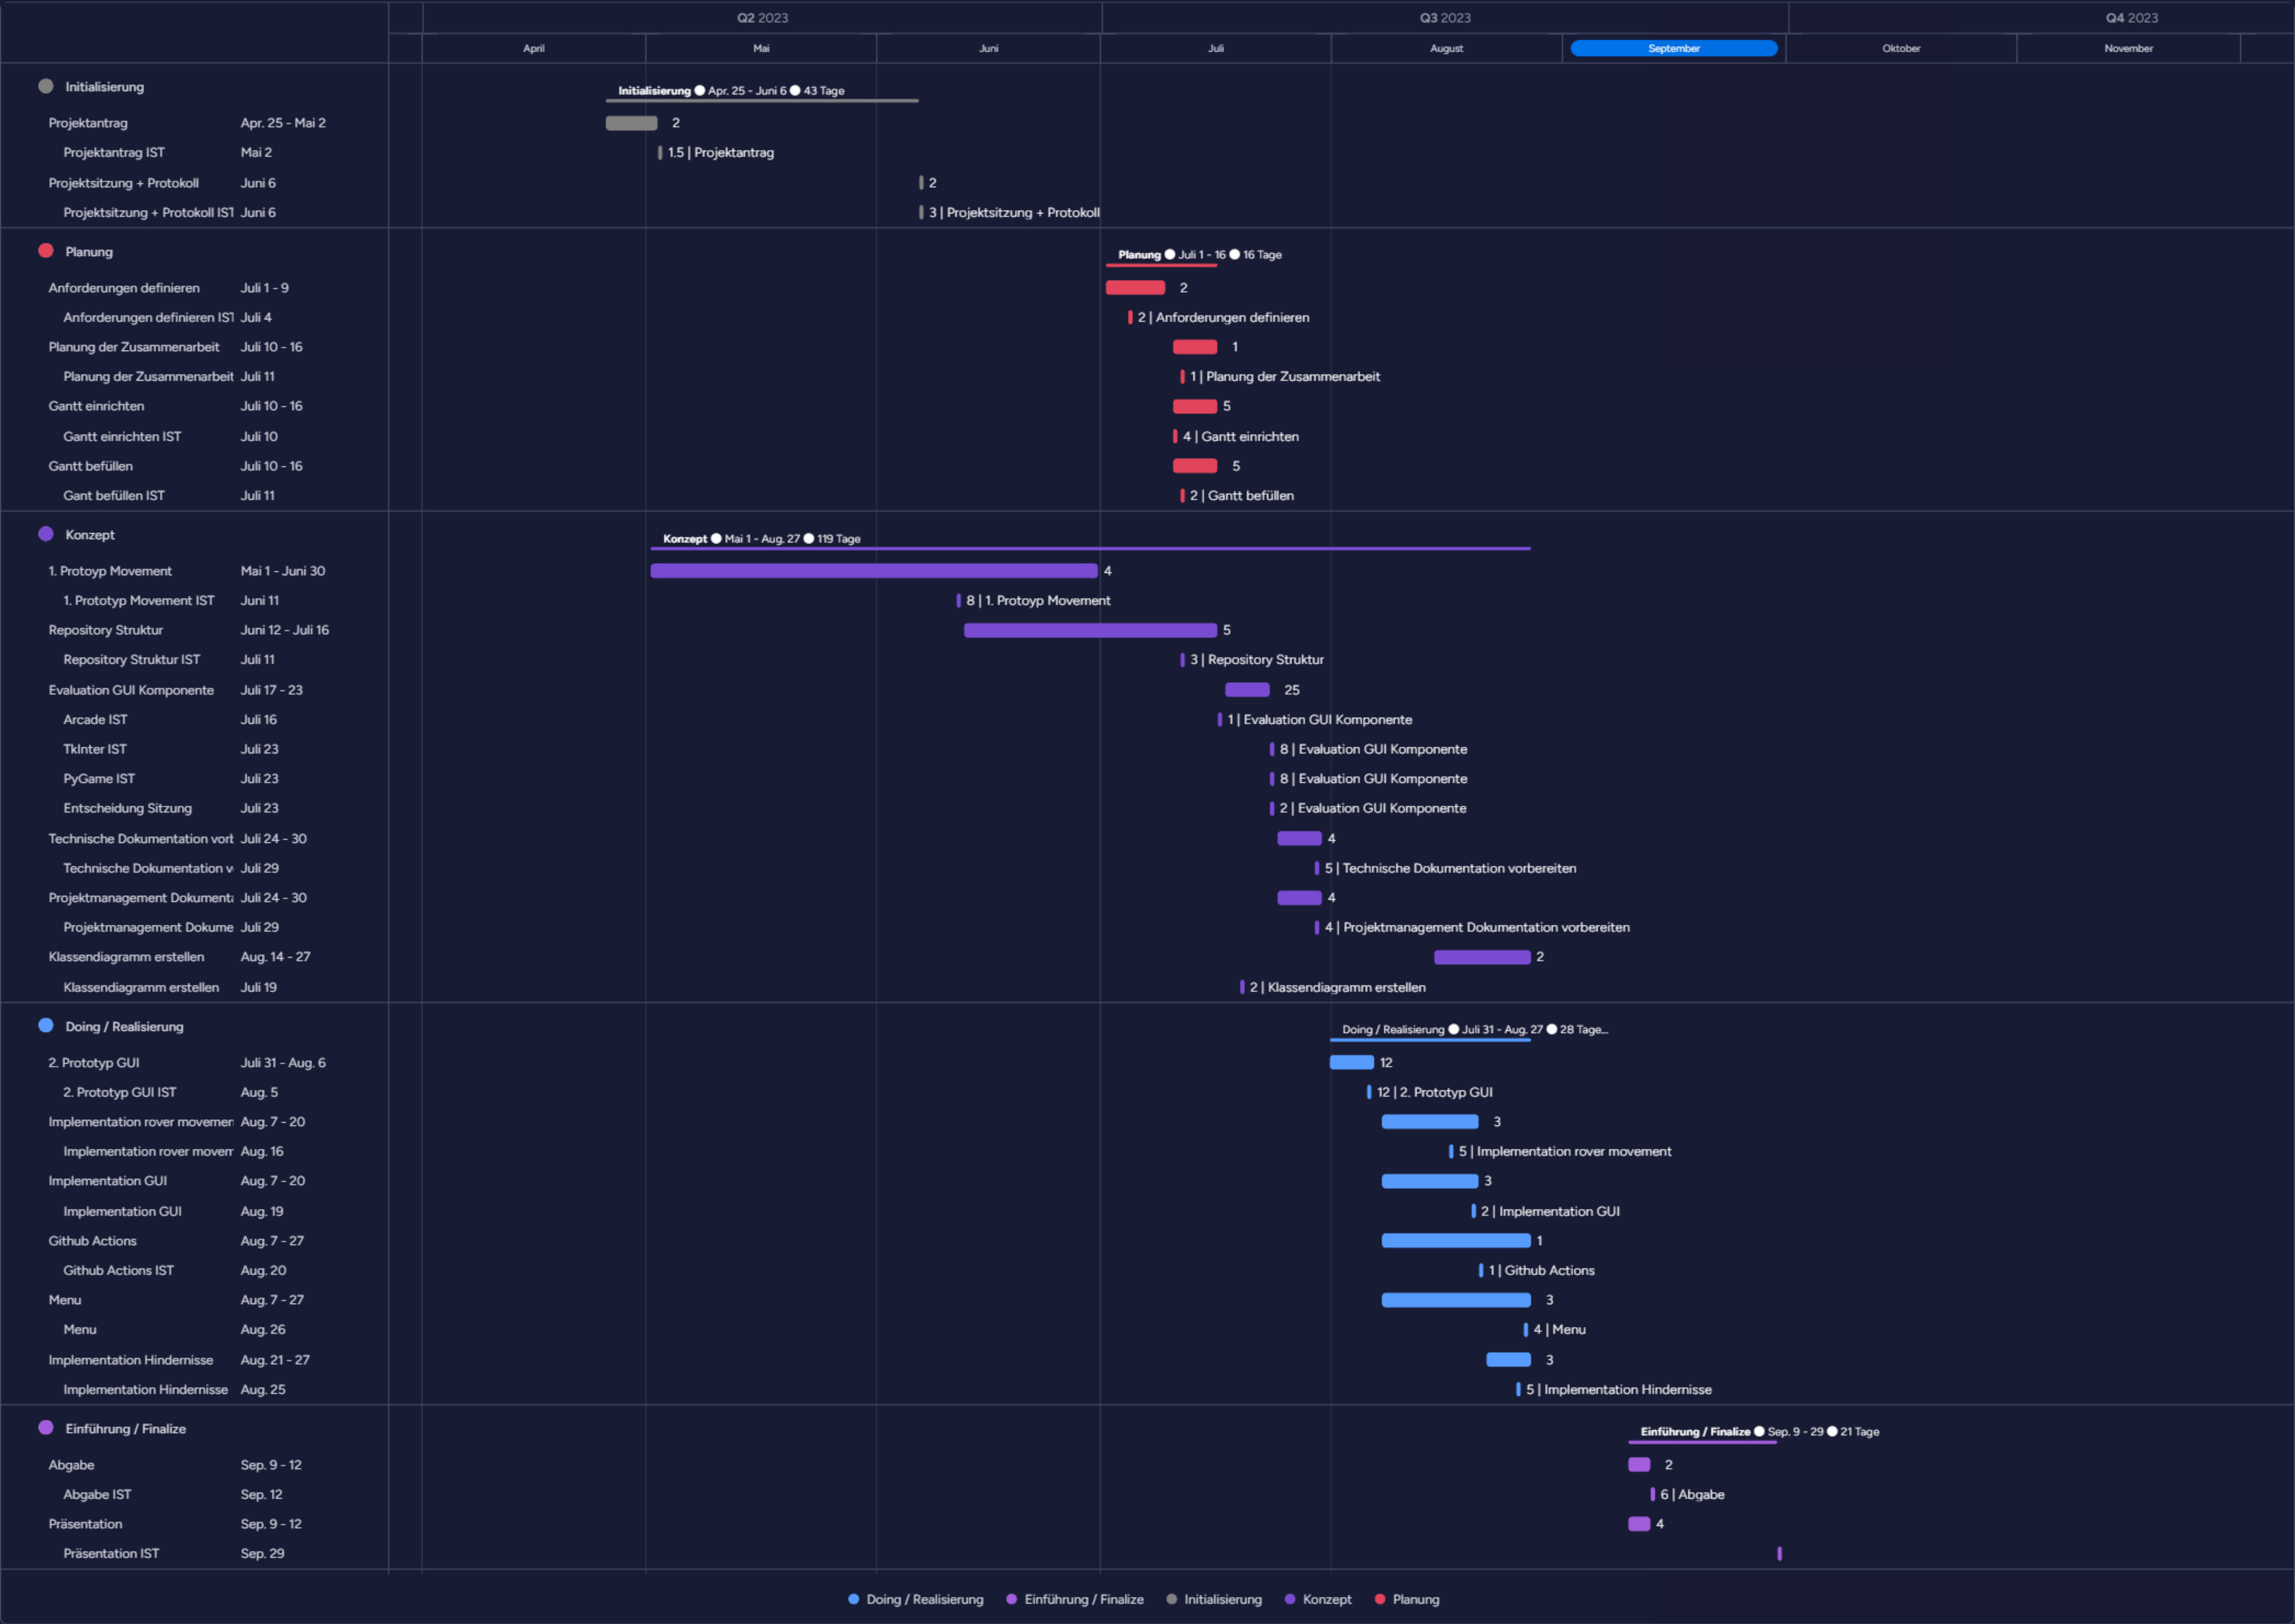 Q2 2023 Q3 2023 Q4 2023
April Mai Juni Juli August September Oktober November
Initialisierung
Initialisierung Apr. 25 - Juni 6 43 Tage
Projektantrag Apr. 25 - Mai 2 2
Projektantrag IST Mai 2 1.5 | Projektantrag
Projektsitzung + Protokoll Juni 6 2
Projektsitzung + Protokoll IST Juni 6 3 | Projektsitzung + Protokoll
Planung
Planung Juli 1 - 16 16 Tage
Anforderungen definieren Juli 1 - 9 2
Anforderungen definieren IST Juli 4 2 | Anforderungen definieren
Planung der Zusammenarbeit Juli 10 - 16 1
Planung der Zusammenarbeit Juli 11 1 | Planung der Zusammenarbeit
Gantt einrichten Juli 10 - 16 5
Gantt einrichten IST Juli 10 4 | Gantt einrichten
Gantt befüllen Juli 10 - 16 5
Gant befüllen IST Juli 11 2 | Gantt befüllen
Konzept
Konzept Mai 1 - Aug. 27 119 Tage
1. Protoyp Movement Mai 1 - Juni 30 4
1. Prototyp Movement IST Juni 11 8 | 1. Protoyp Movement
Repository Struktur Juni 12 - Juli 16 5
Repository Struktur IST Juli 11 3 | Repository Struktur
Evaluation GUI Komponente Juli 17 - 23 25
Arcade IST Juli 16 1 | Evaluation GUI Komponente
TkInter IST Juli 23 8 | Evaluation GUI Komponente
PyGame IST Juli 23 8 | Evaluation GUI Komponente
Entscheidung Sitzung Juli 23 2 | Evaluation GUI Komponente
Technische Dokumentation vort Juli 24 - 30 4
Technische Dokumentation v Juli 29 5 | Technische Dokumentation vorbereiten
Projektmanagement Dokument Juli 24 - 30 4
Projektmanagement Dokume Juli 29 4 | Projektmanagement Dokumentation vorbereiten
Klassendiagramm erstellen Aug. 14 - 27 2
Klassendiagramm erstellen Juli 19 2 | Klassendiagramm erstellen
Doing / Realisierung
Doing / Realisierung Juli 31 - Aug. 27 28 Tage...
2. Prototyp GUI Juli 31 - Aug. 6 12
2. Prototyp GUI IST Aug. 5 12 | 2. Prototyp GUI
Implementation rover movemen Aug. 7 - 20 3
Implementation rover movem Aug. 16 5 | Implementation rover movement
Implementation GUI Aug. 7 - 20 3
Implementation GUI Aug. 19 2 | Implementation GUI
Github Actions Aug. 7 - 27 1
Github Actions IST Aug. 20 1 | Github Actions
Menu Aug. 7 - 27 3
Menu Aug. 26 4 | Menu
Implementation Hindernisse Aug. 21 - 27 3
Implementation Hindernisse Aug. 25 5 | Implementation Hindernisse
Einführung / Finalize
Einführung / Finalize Sep. 9 - 29 21 Tage
Abgabe Sep. 9 - 12 2
Abgabe IST Sep. 12 6 | Abgabe
Präsentation Sep. 9 - 12 4
Präsentation IST Sep. 29
Doing / Realisierung Einführung / Finalize Initialisierung Konzept Planung